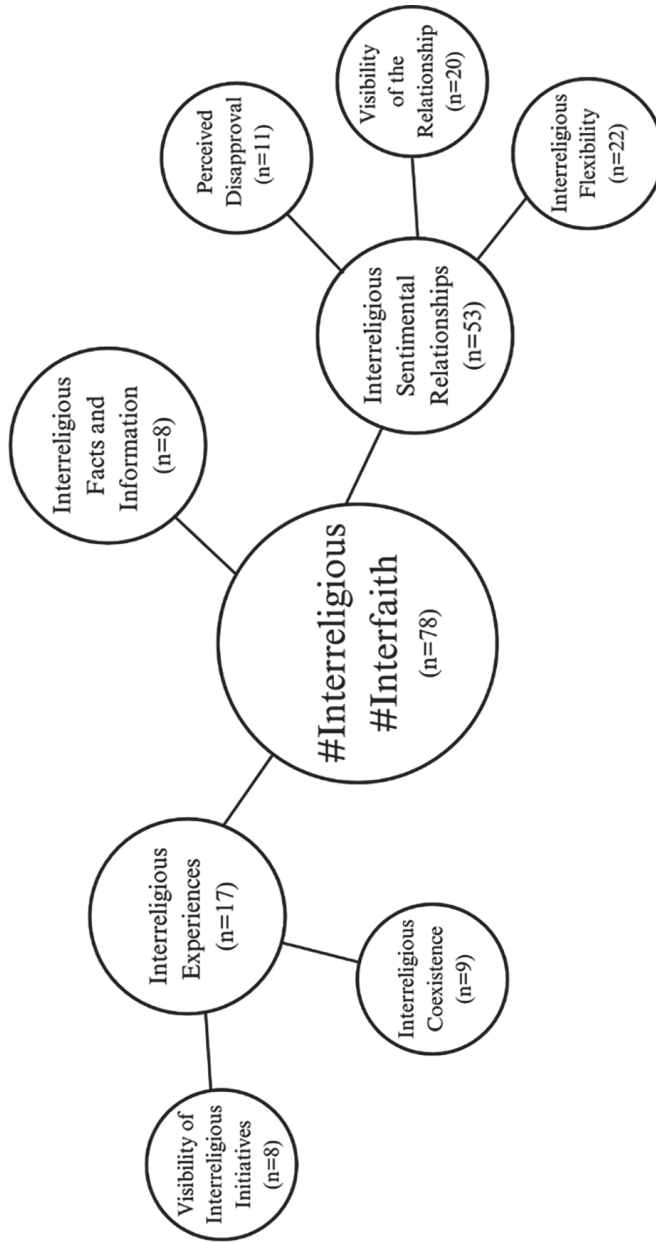 Visibility of
Interreligious
Initiatives
(n=8)
Interreligious
Experiences
(n=17)
Interreligious
Coexistence
(n=9)
#Interreligious
#Interfaith
(n=78)
Interreligious
Facts and
Information
(n=8)
Interreligious
Sentimental
Relationships
(n=53)
Perceived
Disapproval
(n=11)
Visibility
of the
Relationship
(n=20)
Interreligious
Flexibility
(n=22)